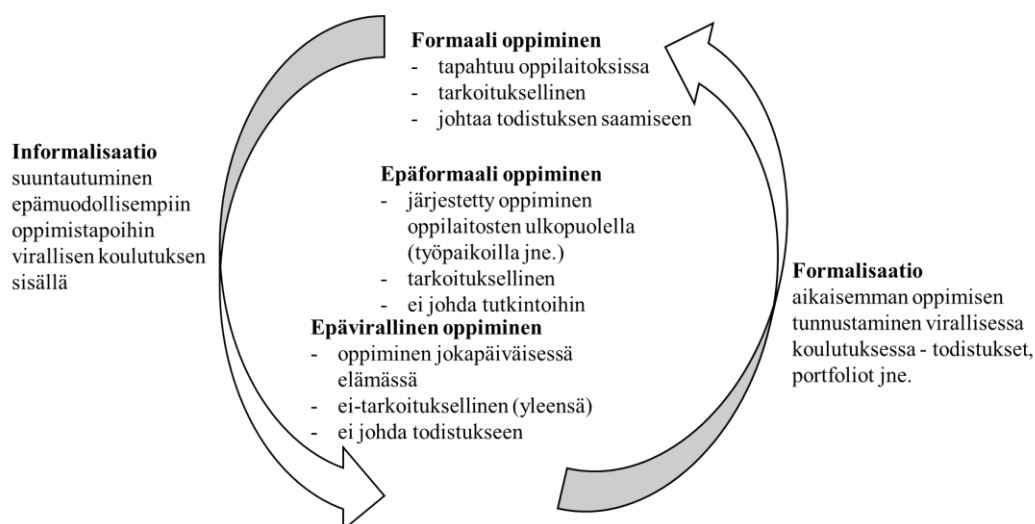 Formaali oppiminen
- tapahtuu oppilaitoksissa
- tarkoituksellinen
- johtaa todistuksen saamiseen
Informalisaatio
suuntautuminen
epämuodollisempiin
oppimistapoihin
virallisen koulutuksen
sisällä
Epäformaali oppiminen
- järjestetty oppiminen
oppilaitosten ulkopuolella
(työpaikoilla jne.)
- tarkoituksellinen
- ei johda tutkintoihin
Epävirallinen oppiminen
- oppiminen jokapäiväisessä
elämässä
- ei-tarkoituksellinen (yleensä)
- ei johda todistukseen
Formalisaatio
aikaisemman oppimisen
tunnustaminen virallisessa
koulutuksessa - todistukset,
portfoliot jne.